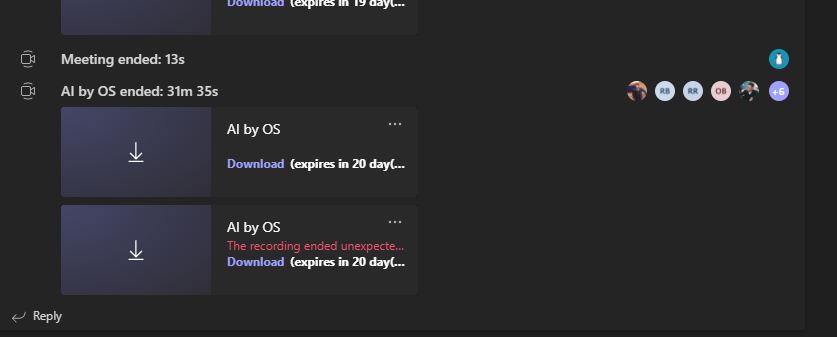 Download (expires in 19 day(...
Meeting ended: 13s
AI by OS ended: 31m 35s
RB RR OB +6
AI by OS
Download (expires in 20 day(...
AI by OS
The recording ended unexpecte...
Download (expires in 20 day(...
Reply